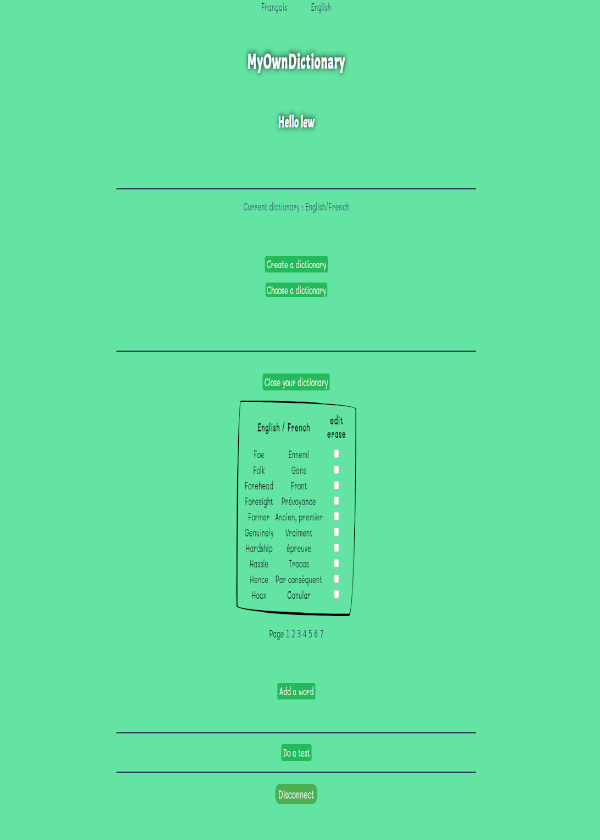 Français English
MyOwnDictionary
Hello lew
Current dictionary : English/French
Create a dictionary
Choose a dictionary
Close your dictionary
English / French edit erase
Foe Ennemi
Folk Gens
Forehead Front
Foresight Prévoyance
Former Ancien, premier
Genuinely Vraiment
Hardship épreuve
Hassle Tracas
Hence Par conséquent
Hoax Canular
Page 1 2 3 4 5 6 7
Add a word
Do a test
Disconnect